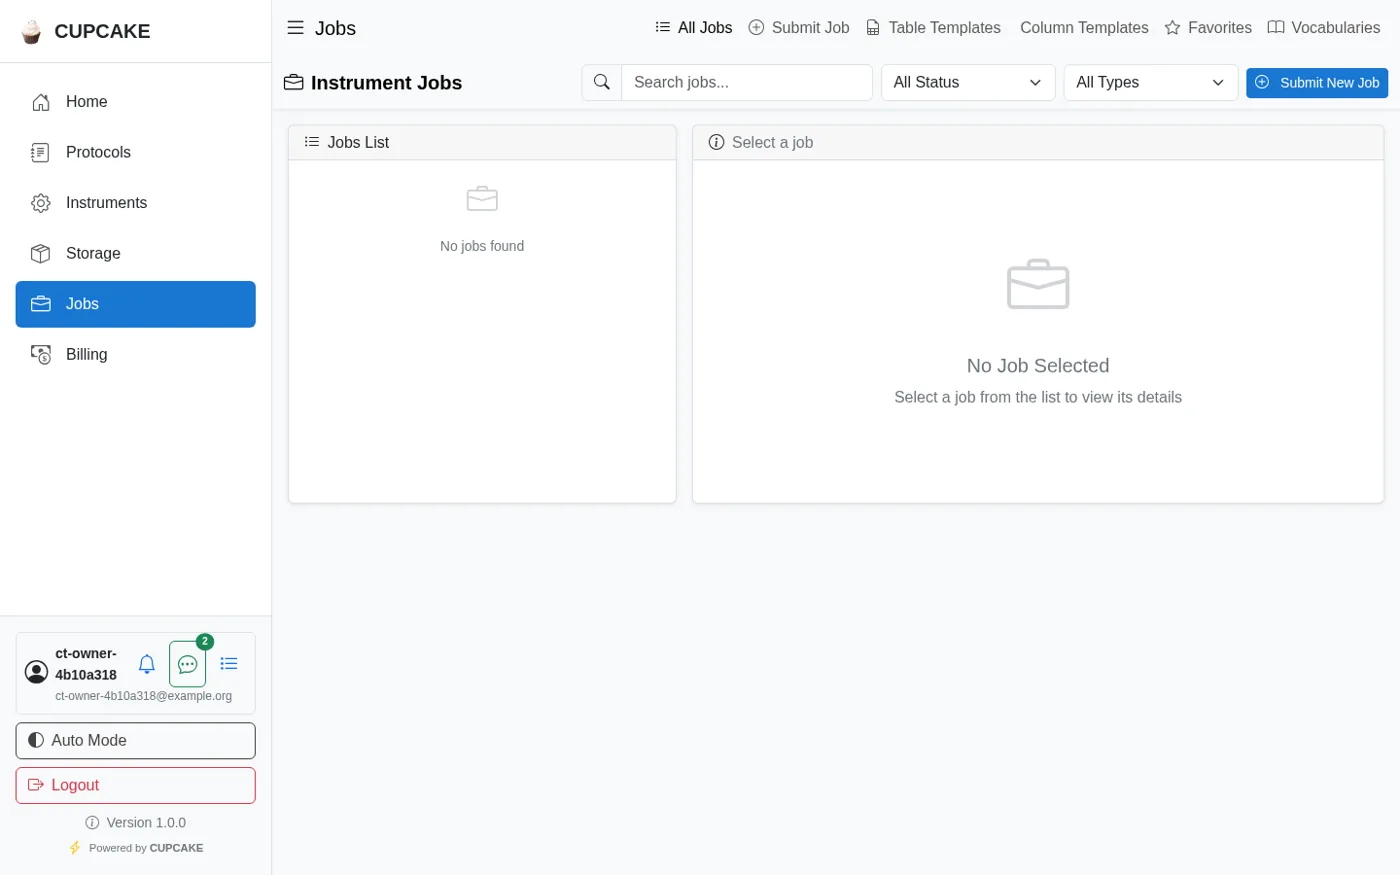 CUPCAKE
Home
Protocols
Instruments
Storage
Jobs
Billing
ct-owner-
4b10a318
2
ct-owner-4b10a318@example.org
Auto Mode
Logout
Version 1.0.0
Powered by CUPCAKE
Jobs
All Jobs
Submit Job
Table Templates
Column Templates
Favorites
Vocabularies
Instrument Jobs
Search jobs...
All Status
All Types
Submit New Job
Jobs List
No jobs found
Select a job
No Job Selected
Select a job from the list to view its details